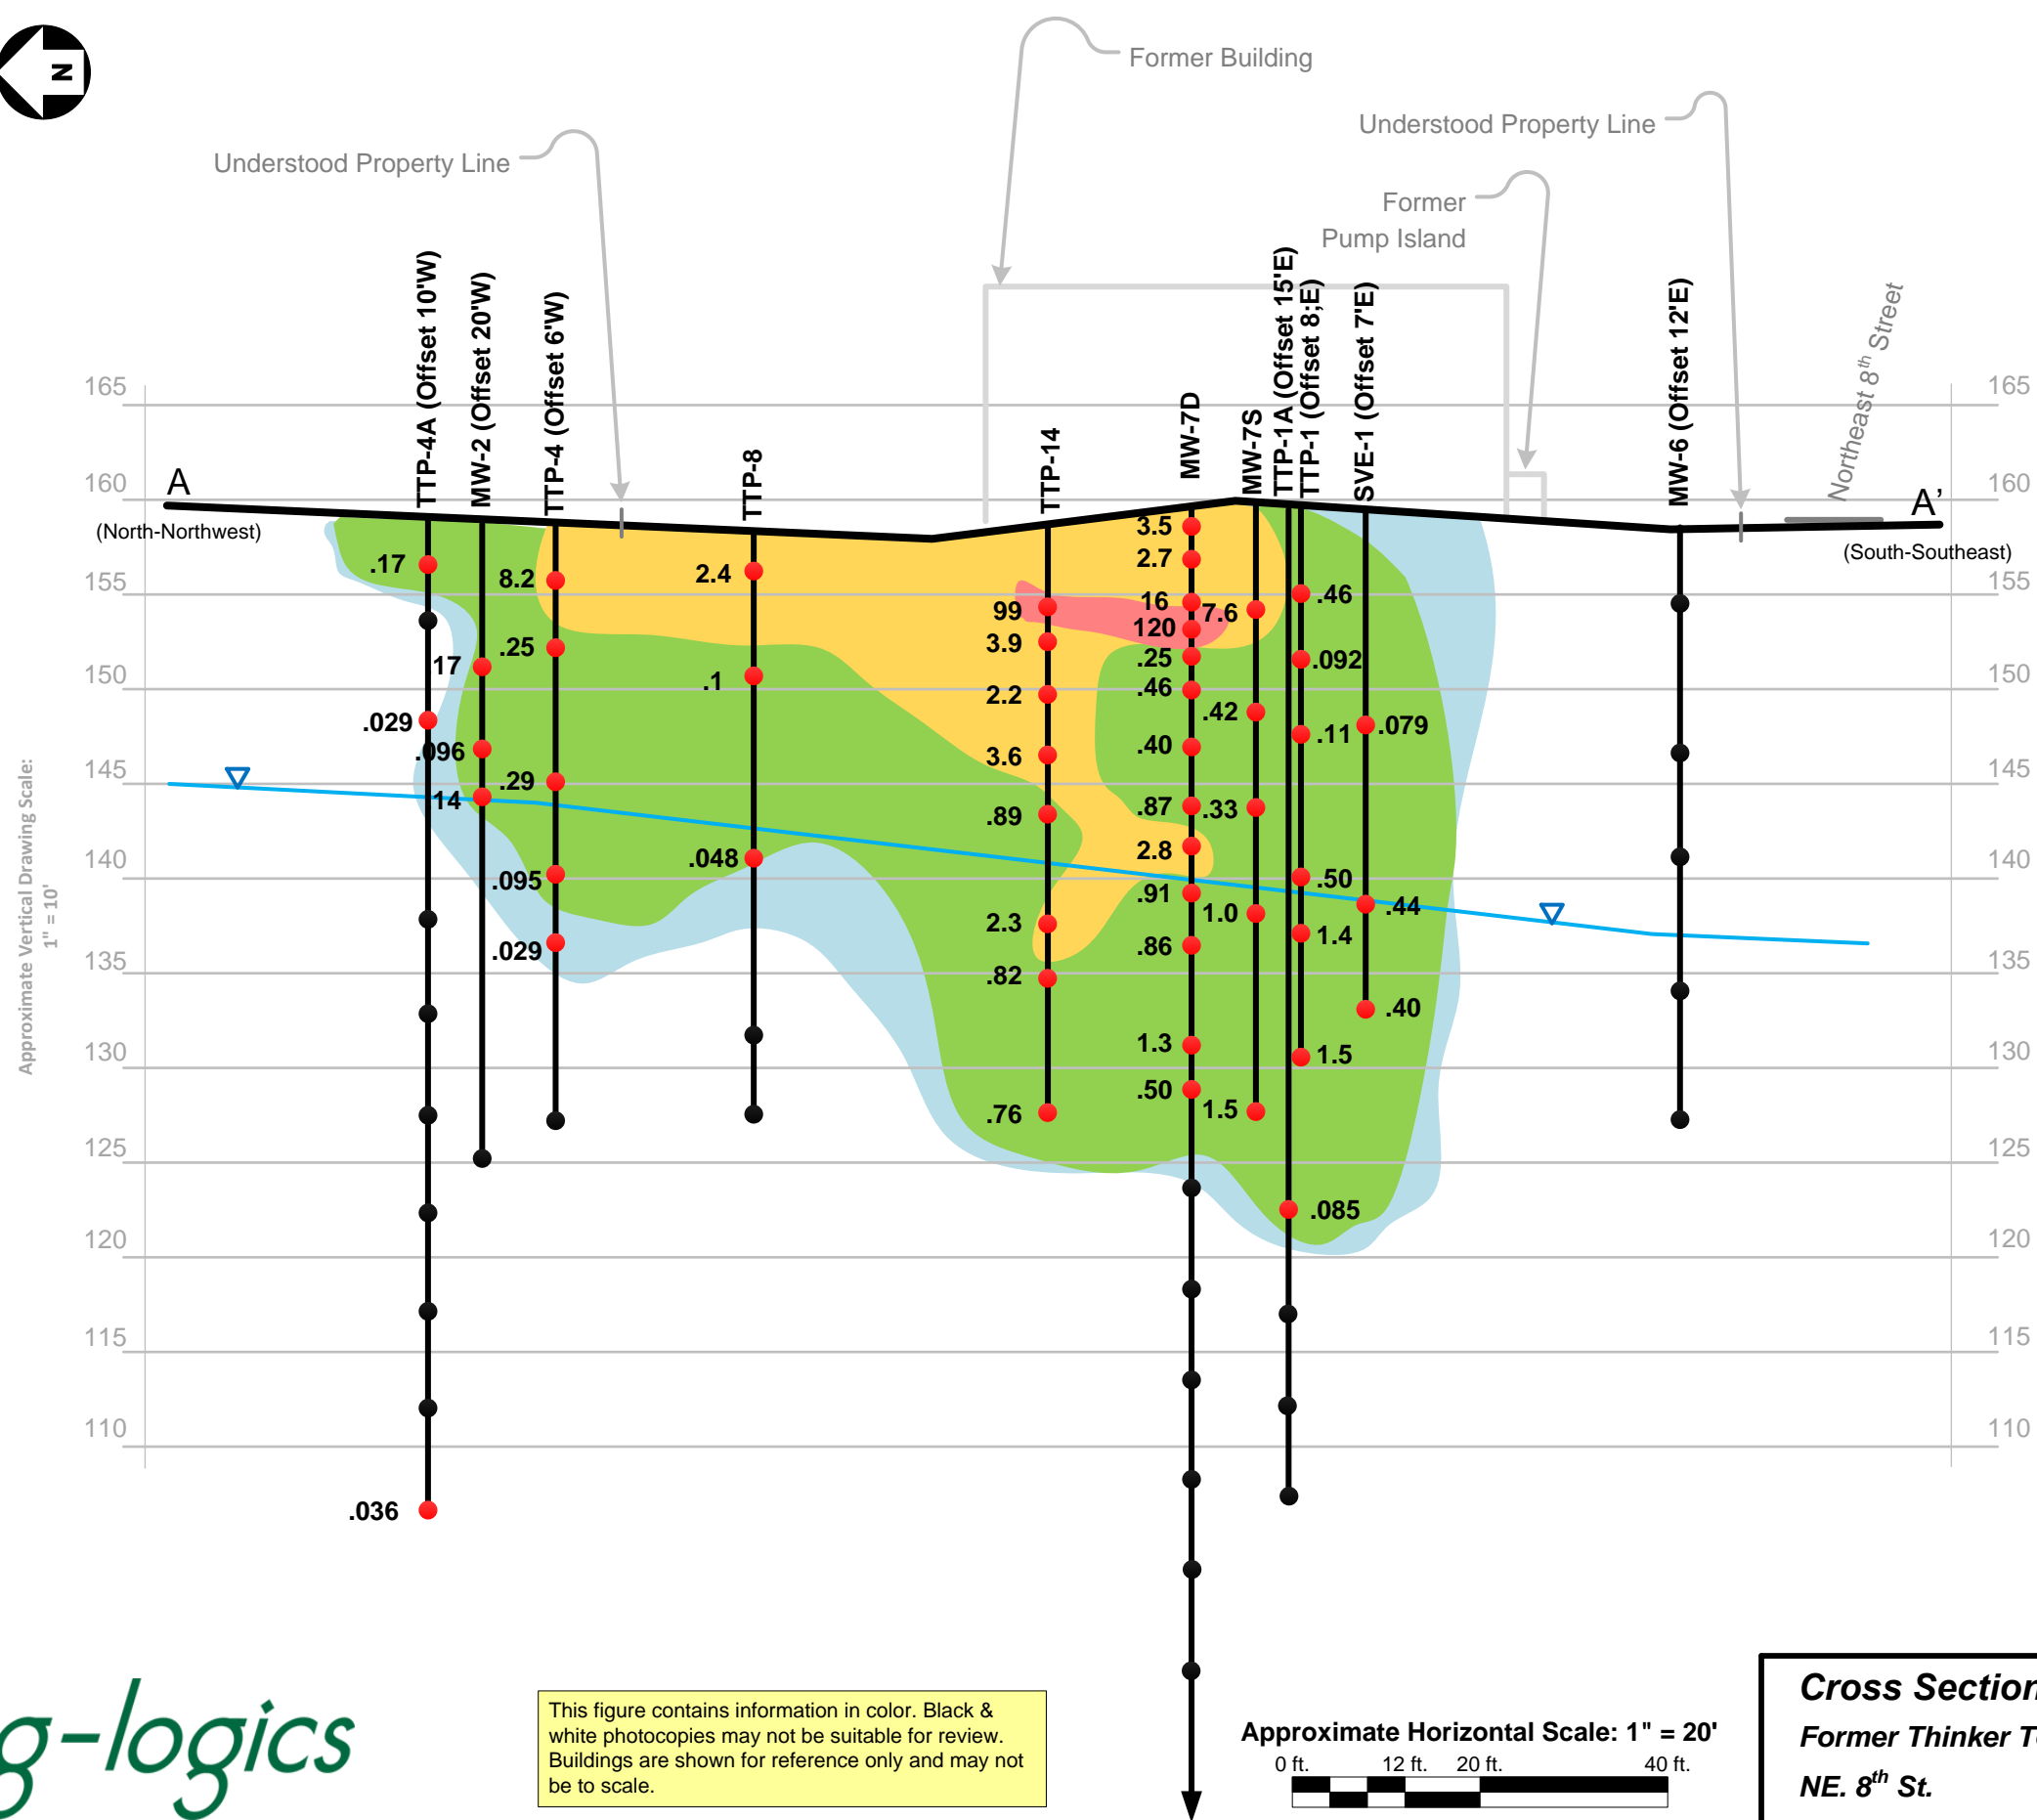 N
Former Building
Understood Property Line
Understood Property Line
Former
Pump Island
TTP-4A (Offset 10'W)
MW-2 (Offset 20'W)
TTP-4 (Offset 6'W)
TTP-8
TTP-14
MW-7D
MW-7S
TTP-1A (Offset 15'E)
TTP-1 (Offset 8;E)
SVE-1 (Offset 7'E)
MW-6 (Offset 12'E)
Northeast 8th Street
A
(North-Northwest)
A'
(South-Southeast)
165
160
155
150
145
140
135
130
125
120
115
110
165
160
155
150
145
140
135
130
125
120
115
110
Approximate Vertical Drawing Scale:
1" = 10'
.17
.029
.036
17
.096
14
8.2
.25
.29
.095
.029
2.4
.1
.048
99
3.9
2.2
3.6
.89
2.3
.82
.76
3.5
2.7
16
120
.25
.46
.40
.87
2.8
.91
.86
1.3
.50
7.6
.42
.33
1.0
1.5
.085
.46
.092
.11
.50
1.4
1.5
.079
.44
.40
g-logics
This figure contains information in color. Black &
white photocopies may not be suitable for review.
Buildings are shown for reference only and may not
be to scale.
Approximate Horizontal Scale: 1" = 20'
0 ft. 12 ft. 20 ft. 40 ft.
Cross Section
Former Thinker T
NE. 8th St.